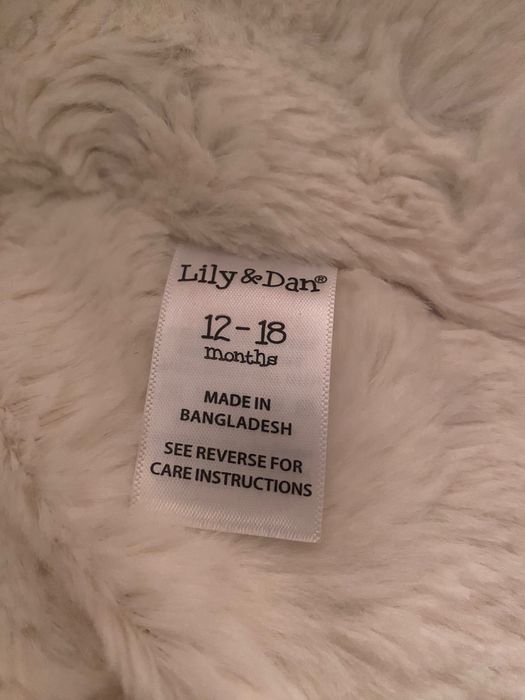 Lily & Dan®
12-18
months
MADE IN
BANGLADESH
SEE REVERSE FOR
CARE INSTRUCTIONS